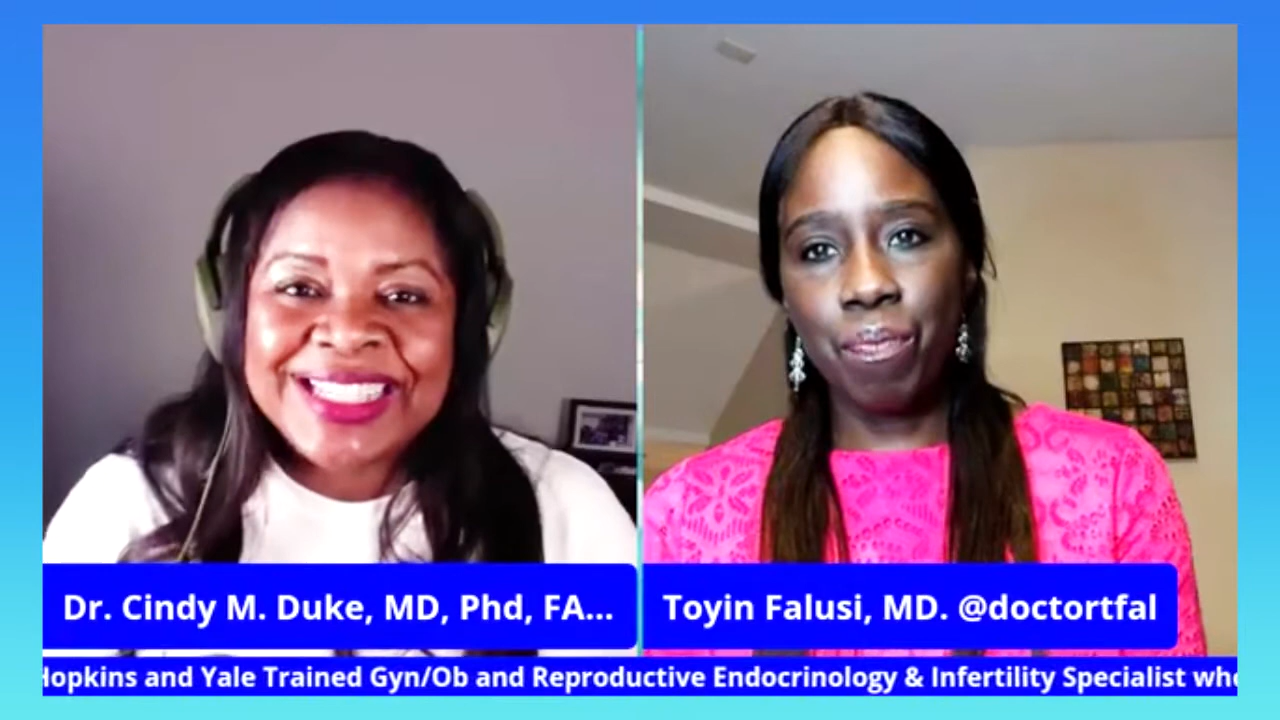 Dr. Cindy M. Duke, MD, Phd, FA...
Toyin Falusi, MD. @doctortfal
Hopkins and Yale Trained Gyn/Ob and Reproductive Endocrinology & Infertility Specialist who